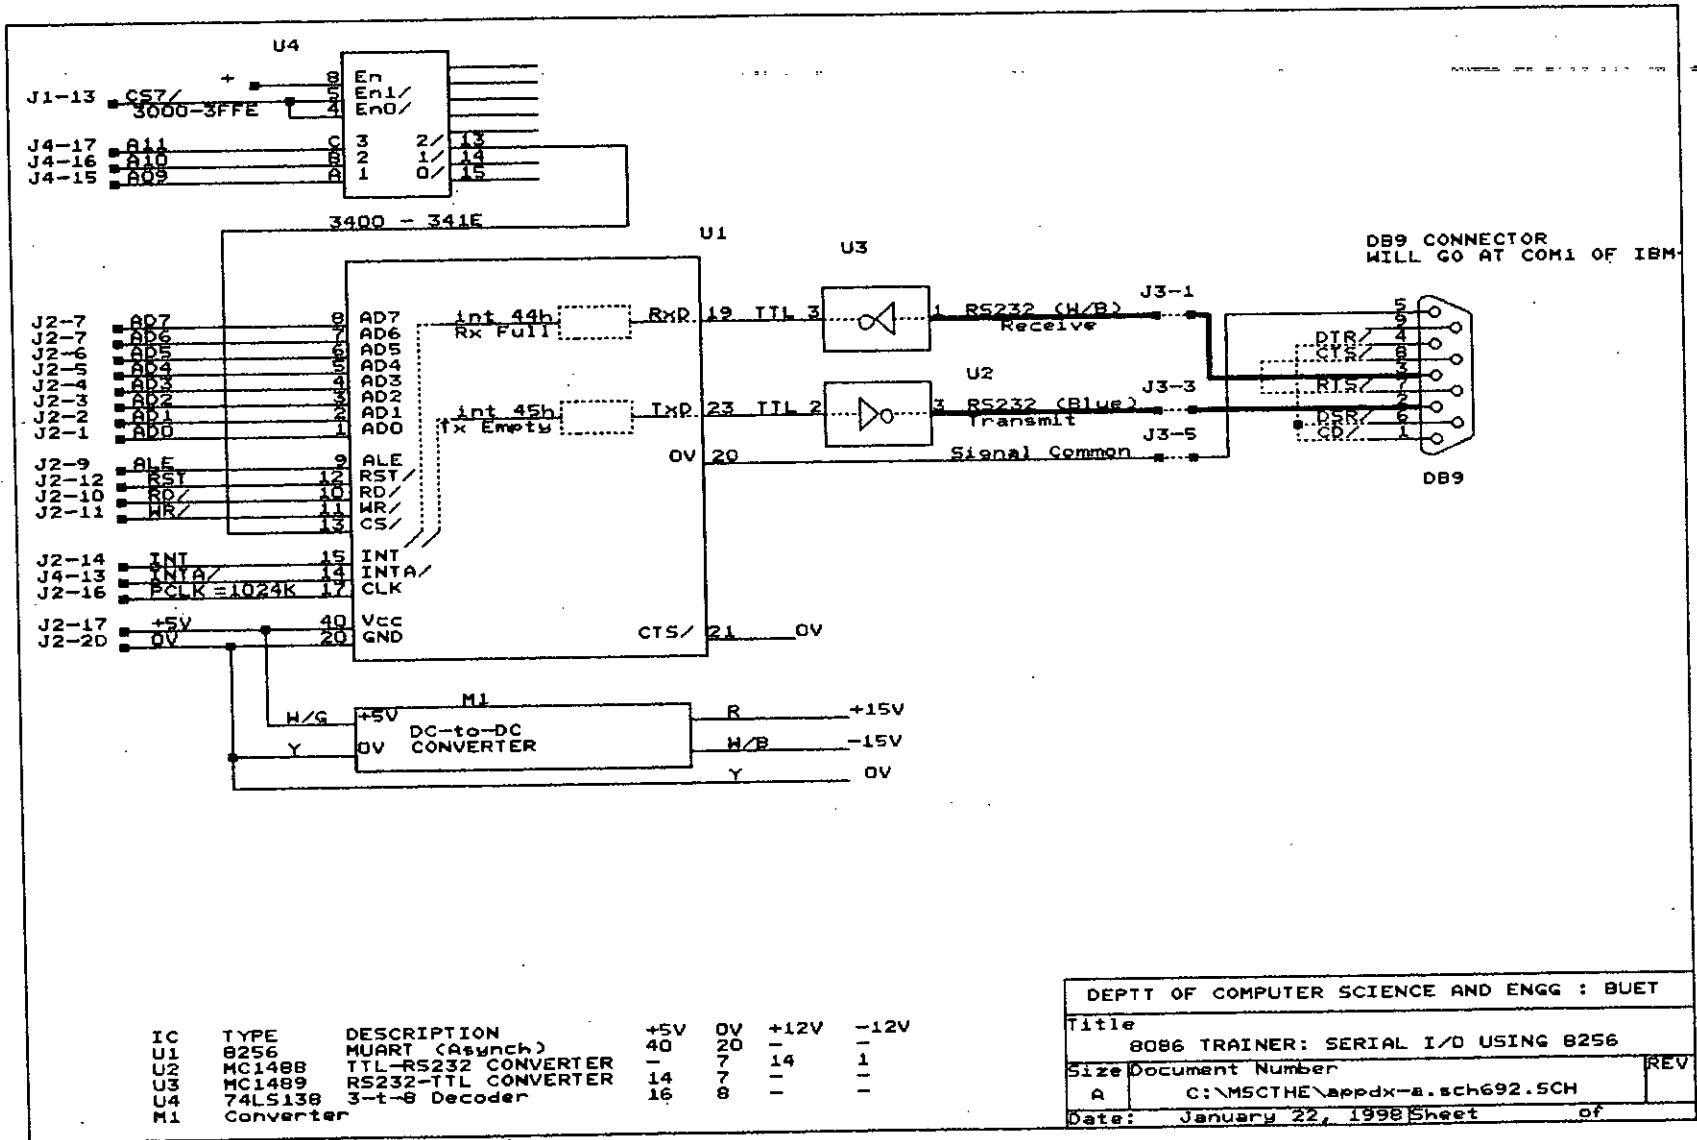 U4
+
J1-13 CS7/
3000-3FFE
8 En
5 En1/
4 En0/
J4-17 A11 C 3 2/ 13
J4-16 A10 B 2 1/ 14
J4-15 A09 A 1 0/ 15
3400 - 341E
U1
U3
DB9 CONNECTOR
WILL GO AT COM1 OF IBM
J2-7 AD7 8 AD7
J2-7 AD6 7 AD6
J2-6 AD5 6 AD5
J2-5 AD4 5 AD4
J2-4 AD3 4 AD3
J2-3 AD2 3 AD2
J2-2 AD1 2 AD1
J2-1 AD0 1 AD0
J2-9 ALE 9 ALE
J2-12 RST 12 RST/
J2-10 RD/ 10 RD/
J2-11 WR/ 11 WR/
13 CS/
J2-14 INT 15 INT
J4-13 INTA/ 14 INTA/
J2-16 PCLK =1024K 17 CLK
J2-17 +5V 40 Vcc
J2-20 0V 20 GND
int 44h
Rx Full
RxD 19 TTL 3
1 RS232 (W/B)
Receive
J3-1
int 45h
Tx Empty
TxD 23 TTL 2
U2
3 RS232 (Blue)
Transmit
J3-3
0V 20
Signal Common
J3-5
CTS/ 21 0V
5
9
DTR/ 4
CTS/ 8
3
RTS/ 7
2
DSR/ 6
CD/ 1
DB9
M1
W/G +5V
Y 0V
DC-to-DC
CONVERTER
R +15V
W/B -15V
Y 0V
IC TYPE DESCRIPTION +5V 0V +12V -12V
U1 8256 MUART (Asynch) 40 20 - -
U2 MC1488 TTL-RS232 CONVERTER - 7 14 1
U3 MC1489 RS232-TTL CONVERTER 14 7 - -
U4 74LS138 3-t-8 Decoder 16 8 - -
M1 Converter
DEPTT OF COMPUTER SCIENCE AND ENGG : BUET
Title
8086 TRAINER: SERIAL I/O USING 8256
Size Document Number REV
A C:\MSCTHE\appdx-a.sch692.SCH
Date: January 22, 1998 Sheet of